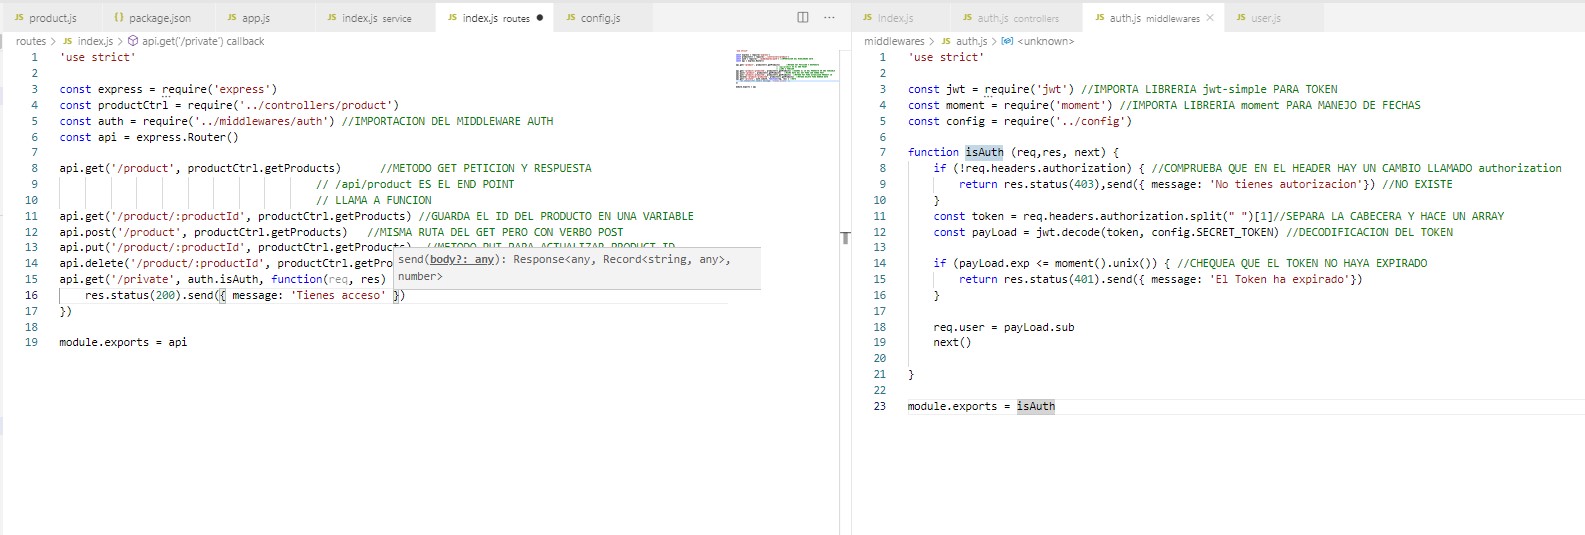 JS product.js {} package.json JS app.js JS index.js service JS index.js routes ● JS config.js ···
routes > JS index.js > api.get('/private') callback
1 'use strict'
2
3 const express = require('express')
4 const productCtrl = require('../controllers/product')
5 const auth = require('../middlewares/auth') //IMPORTACION DEL MIDDLEWARE AUTH
6 const api = express.Router()
7
8 api.get('/product', productCtrl.getProducts) //METODO GET PETICION Y RESPUESTA
9 // /api/product ES EL END POINT
10 // LLAMA A FUNCION
11 api.get('/product/:productId', productCtrl.getProducts) //GUARDA EL ID DEL PRODUCTO EN UNA VARIABLE
12 api.post('/product', productCtrl.getProducts) //MISMA RUTA DEL GET PERO CON VERBO POST
13 api.put('/product/:productId', productCtrl.getProducts) //METODO PUT PARA ACTUALIZAR PRODUCT ID
14 api.delete('/product/:productId', productCtrl.getPro
15 api.get('/private', auth.isAuth, function(req, res)
16 res.status(200).send({ message: 'Tienes acceso' })
17 })
18
19 module.exports = api
send(body?: any): Response<any, Record<string, any>,
number>
JS index.js JS auth.js controllers JS auth.js middlewares × JS user.js
middlewares > JS auth.js > <unknown>
1 'use strict'
2
3 const jwt = require('jwt') //IMPORTA LIBRERIA jwt-simple PARA TOKEN
4 const moment = require('moment') //IMPORTA LIBRERIA moment PARA MANEJO DE FECHAS
5 const config = require('../config')
6
7 function isAuth (req,res, next) {
8 if (!req.headers.authorization) { //COMPRUEBA QUE EN EL HEADER HAY UN CAMBIO LLAMADO authorization
9 return res.status(403),send({ message: 'No tienes autorizacion'}) //NO EXISTE
10 }
11 const token = req.headers.authorization.split(" ")[1]//SEPARA LA CABECERA Y HACE UN ARRAY
12 const payLoad = jwt.decode(token, config.SECRET_TOKEN) //DECODIFICACION DEL TOKEN
13
14 if (payLoad.exp <= moment().unix()) { //CHEQUEA QUE EL TOKEN NO HAYA EXPIRADO
15 return res.status(401).send({ message: 'El Token ha expirado'})
16 }
17
18 req.user = payLoad.sub
19 next()
20
21 }
22
23 module.exports = isAuth